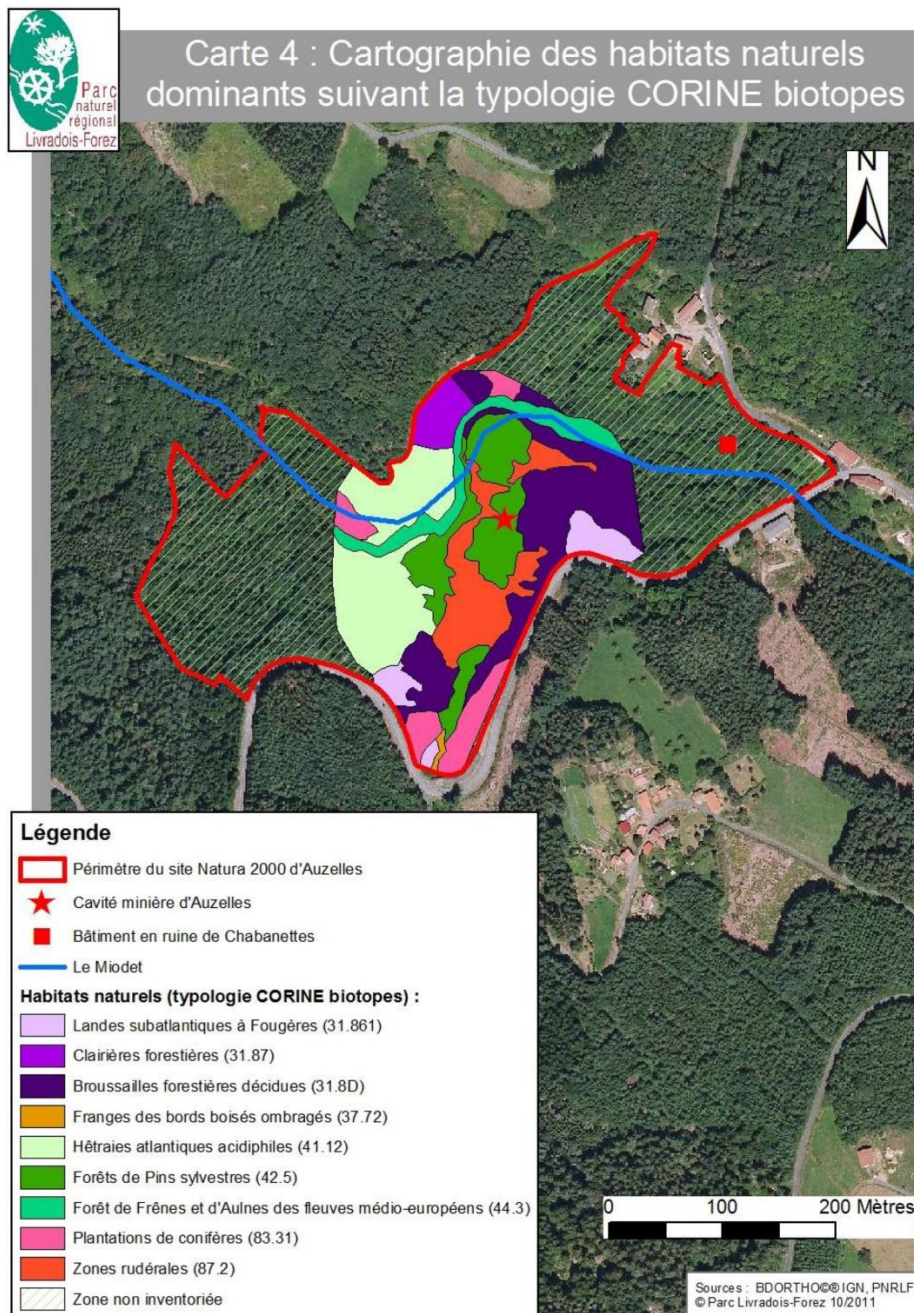 Parc
naturel
régional
Livradois-Forez
Carte 4 : Cartographie des habitats naturels
dominants suivant la typologie CORINE biotopes
N
Légende
Périmètre du site Natura 2000 d'Auzelles
Cavité minière d'Auzelles
Bâtiment en ruine de Chabanettes
Le Miodet
Habitats naturels (typologie CORINE biotopes) :
Landes subatlantiques à Fougères (31.861)
Clairières forestières (31.87)
Broussailles forestières décidues (31.8D)
Franges des bords boisés ombragés (37.72)
Hêtraies atlantiques acidiphiles (41.12)
Forêts de Pins sylvestres (42.5)
Forêt de Frênes et d'Aulnes des fleuves médio-européens (44.3)
Plantations de conifères (83.31)
Zones rudérales (87.2)
Zone non inventoriée
0 100 200 Mètres
Sources : BDORTHO©® IGN, PNRLF
© Parc Livradois-Forez 10/2011